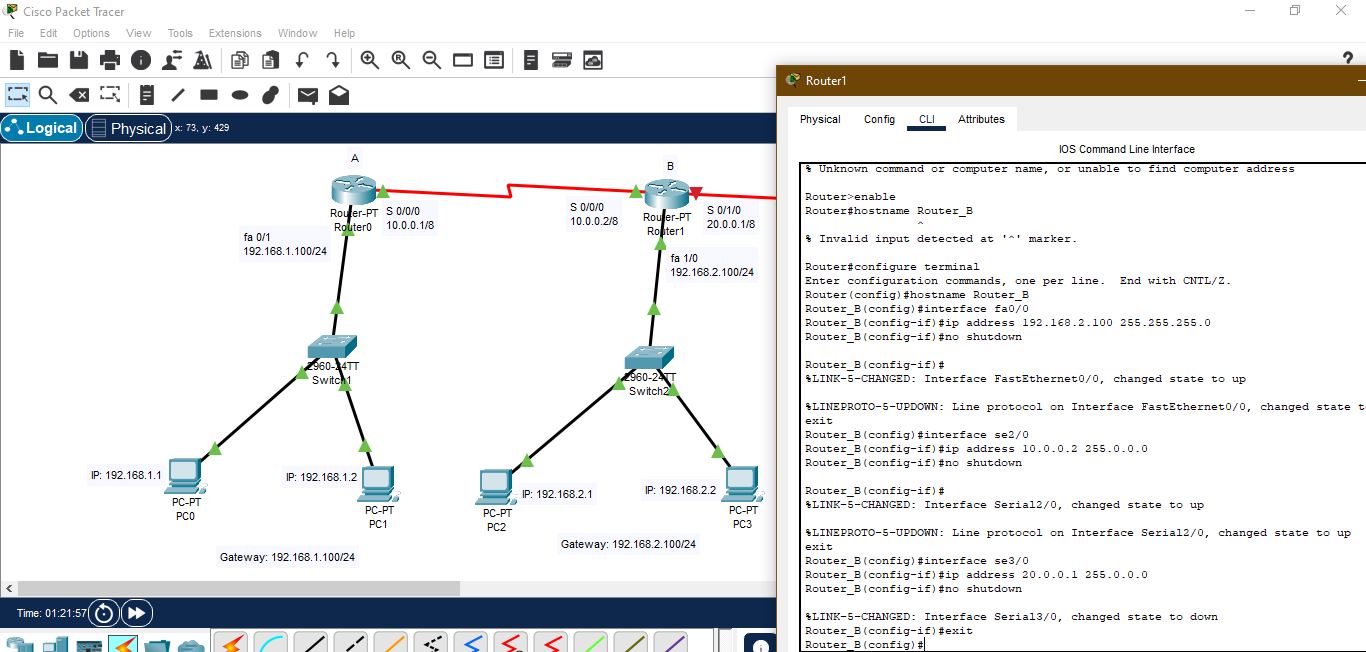 Cisco Packet Tracer
File Edit Options View Tools Extensions Window Help
?
Logical Physical x: 73, y: 429
A
Router-PT
Router0
S 0/0/0
10.0.0.1/8
fa 0/1
192.168.1.100/24
B
Router-PT
Router1
S 0/0/0
10.0.0.2/8
S 0/1/0
20.0.0.1/8
fa 1/0
192.168.2.100/24
2960-24TT
Switch1
2960-24TT
Switch2
IP: 192.168.1.1
PC-PT
PC0
IP: 192.168.1.2
PC-PT
PC1
IP: 192.168.2.1
PC-PT
PC2
IP: 192.168.2.2
PC-PT
PC3
Gateway: 192.168.1.100/24
Gateway: 192.168.2.100/24
Time: 01:21:57
Router1
Physical Config CLI Attributes
IOS Command Line Interface
% Unknown command or computer name, or unable to find computer address
Router>enable
Router#hostname Router_B
^
% Invalid input detected at '^' marker.
Router#configure terminal
Enter configuration commands, one per line. End with CNTL/Z.
Router(config)#hostname Router_B
Router_B(config)#interface fa0/0
Router_B(config-if)#ip address 192.168.2.100 255.255.255.0
Router_B(config-if)#no shutdown
Router_B(config-if)#
%LINK-5-CHANGED: Interface FastEthernet0/0, changed state to up
%LINEPROTO-5-UPDOWN: Line protocol on Interface FastEthernet0/0, changed state t
exit
Router_B(config)#interface se2/0
Router_B(config-if)#ip address 10.0.0.2 255.0.0.0
Router_B(config-if)#no shutdown
Router_B(config-if)#
%LINK-5-CHANGED: Interface Serial2/0, changed state to up
%LINEPROTO-5-UPDOWN: Line protocol on Interface Serial2/0, changed state to up
exit
Router_B(config)#interface se3/0
Router_B(config-if)#ip address 20.0.0.1 255.0.0.0
Router_B(config-if)#no shutdown
%LINK-5-CHANGED: Interface Serial3/0, changed state to down
Router_B(config-if)#exit
Router_B(config)#